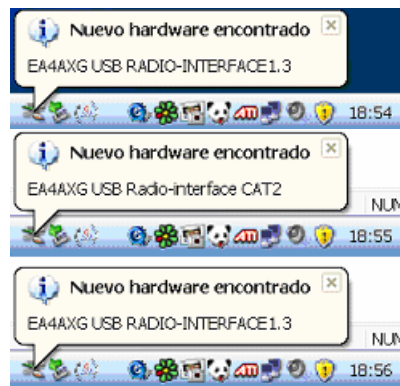 Nuevo hardware encontrado
EA4AXG USB RADIO-INTERFACE1.3
18:54
Nuevo hardware encontrado
EA4AXG USB Radio-interface CAT2
NUM
18:55
Nuevo hardware encontrado
EA4AXG USB RADIO-INTERFACE1.3
NUM
18:56